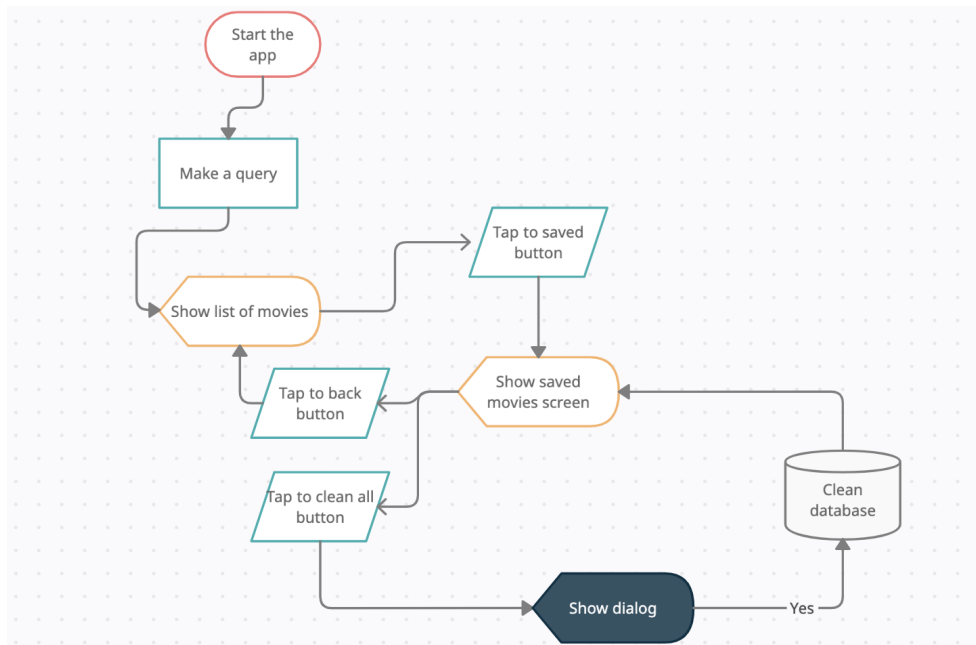 Start the
app
Make a query
Tap to saved
button
Show list of movies
Show saved
movies screen
Tap to back
button
Clean
database
Tap to clean all
button
Show dialog
Yes